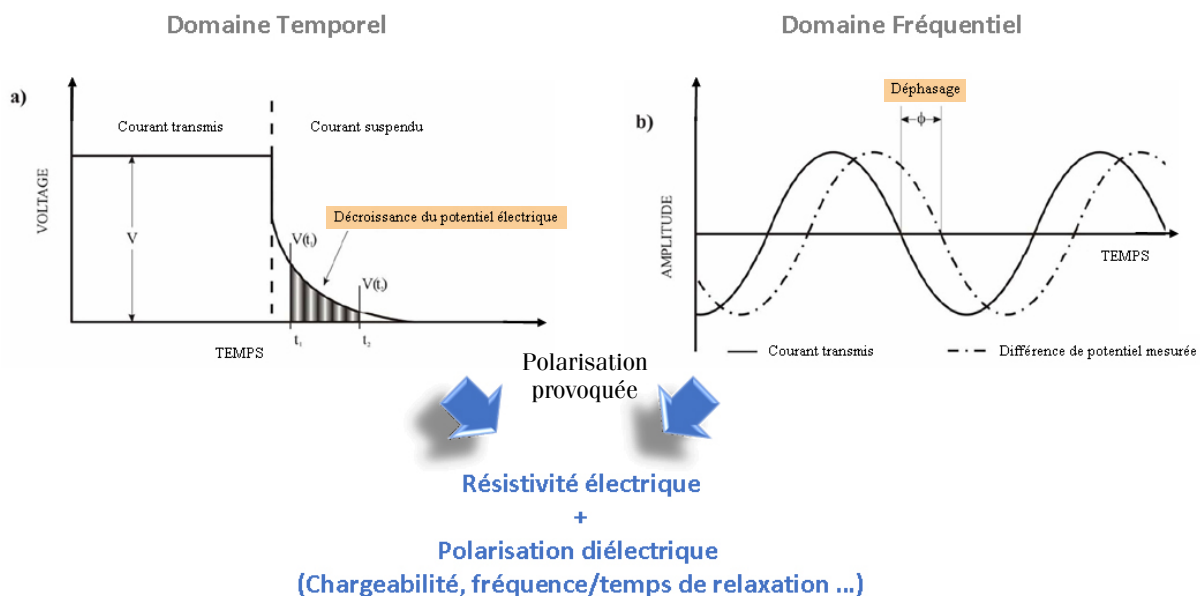 Domaine Temporel
Domaine Fréquentiel
a)
Courant transmis
Courant suspendu
VOLTAGE
V
Décroissance du potentiel électrique
V(t₁)
V(t₂)
t₁
t₂
TEMPS
b)
Déphasage
ϕ
AMPLITUDE
TEMPS
Courant transmis
Différence de potentiel mesurée
Polarisation
provoquée
Résistivité électrique
+
Polarisation diélectrique
(Chargeabilité, fréquence/temps de relaxation ...)